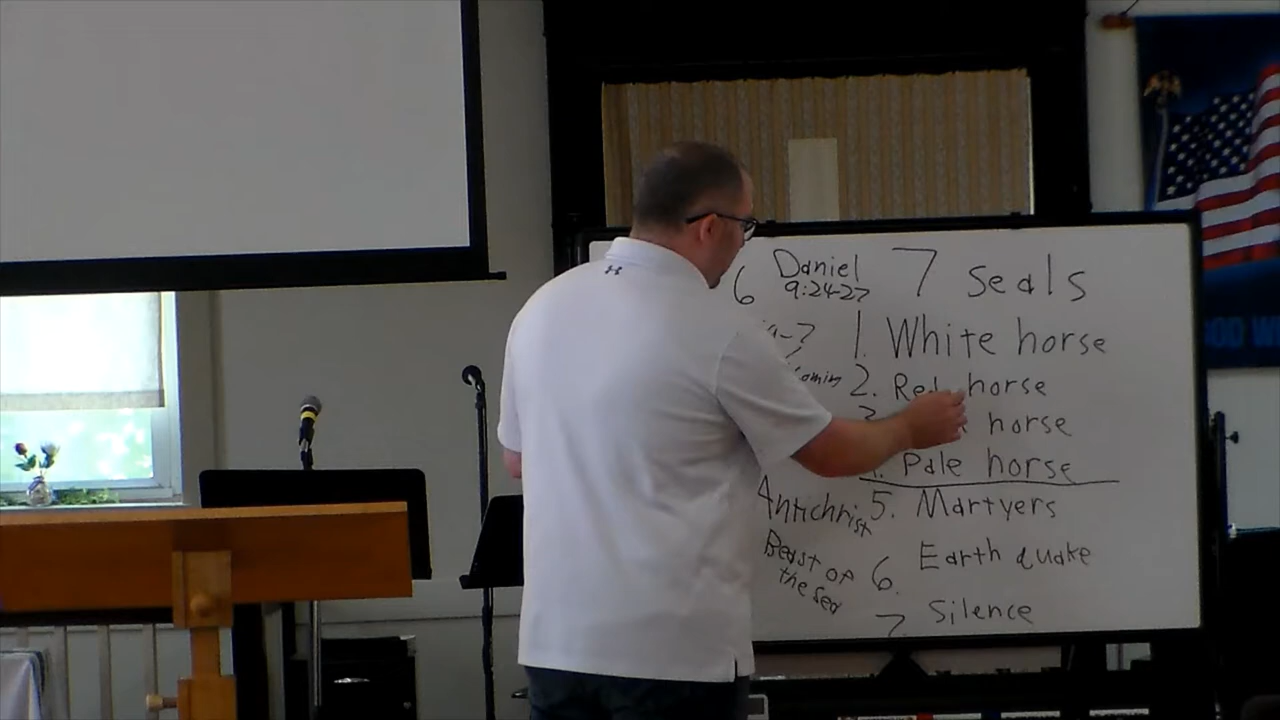 6 Daniel 7 seals
9:24-27
1. White horse
2. Red horse
horse
Pale horse
Antichrist 5. Martyers
Beast of 6. Earth quake
the sea
7 Silence